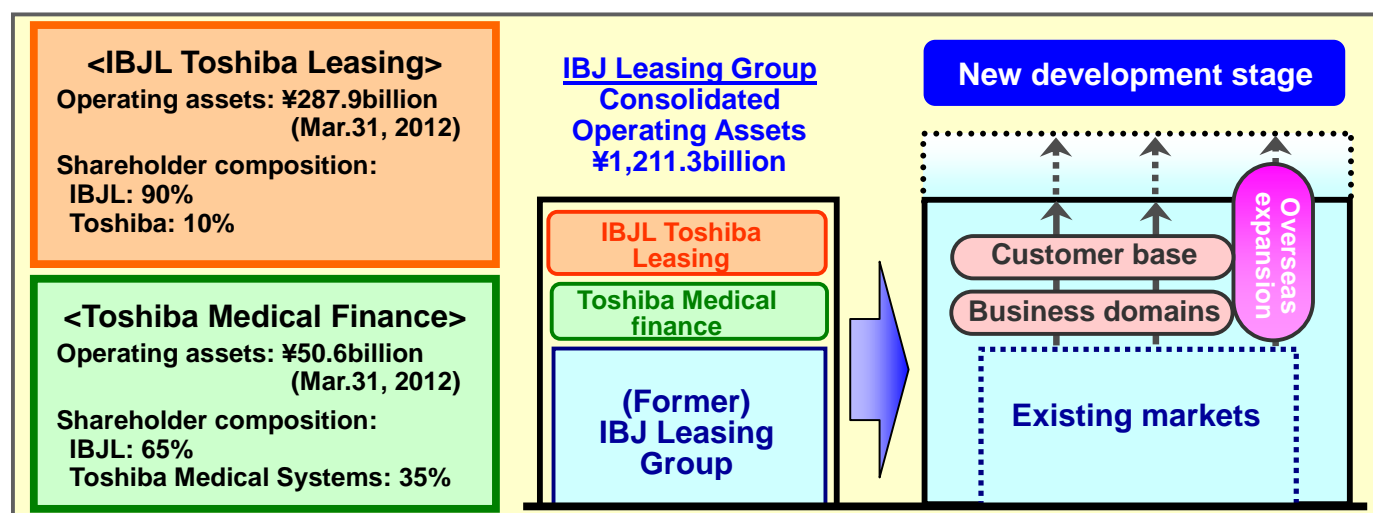 <IBJL Toshiba Leasing>
Operating assets: ¥287.9billion
(Mar.31, 2012)
Shareholder composition:
IBJL: 90%
Toshiba: 10%
<Toshiba Medical Finance>
Operating assets: ¥50.6billion
(Mar.31, 2012)
Shareholder composition:
IBJL: 65%
Toshiba Medical Systems: 35%
IBJ Leasing Group
Consolidated
Operating Assets
¥1,211.3billion
IBJL Toshiba
Leasing
Toshiba Medical
finance
(Former)
IBJ Leasing
Group
New development stage
Customer base
Business domains
Overseas
expansion
Existing markets